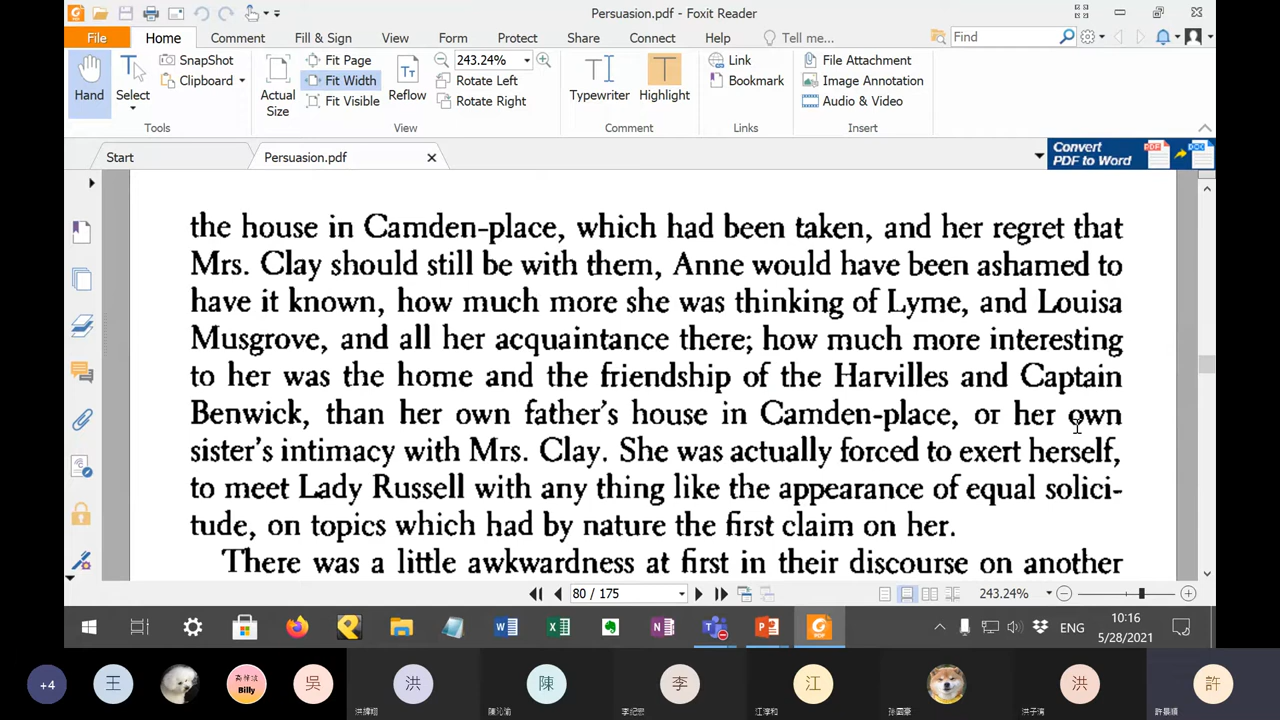 Persuasion.pdf - Foxit Reader
File Home Comment Fill & Sign View Form Protect Share Connect Help Tell me... Find
Hand
Select
SnapShot
Clipboard
Actual Size
Fit Page
Fit Width
Fit Visible
Reflow
243.24%
Rotate Left
Rotate Right
Typewriter
Highlight
Link
Bookmark
File Attachment
Image Annotation
Audio & Video
Tools View Comment Links Insert
Start Persuasion.pdf
Convert
PDF to Word
the house in Camden-place, which had been taken, and her regret that
Mrs. Clay should still be with them, Anne would have been ashamed to
have it known, how much more she was thinking of Lyme, and Louisa
Musgrove, and all her acquaintance there; how much more interesting
to her was the home and the friendship of the Harvilles and Captain
Benwick, than her own father's house in Camden-place, or her own
sister's intimacy with Mrs. Clay. She was actually forced to exert herself,
to meet Lady Russell with any thing like the appearance of equal solici-
tude, on topics which had by nature the first claim on her.
There was a little awkwardness at first in their discourse on another
80 / 175
243.24%
ENG
10:16
5/28/2021
+4 王 Billy 吳 洪 陳 李 江 洪 許